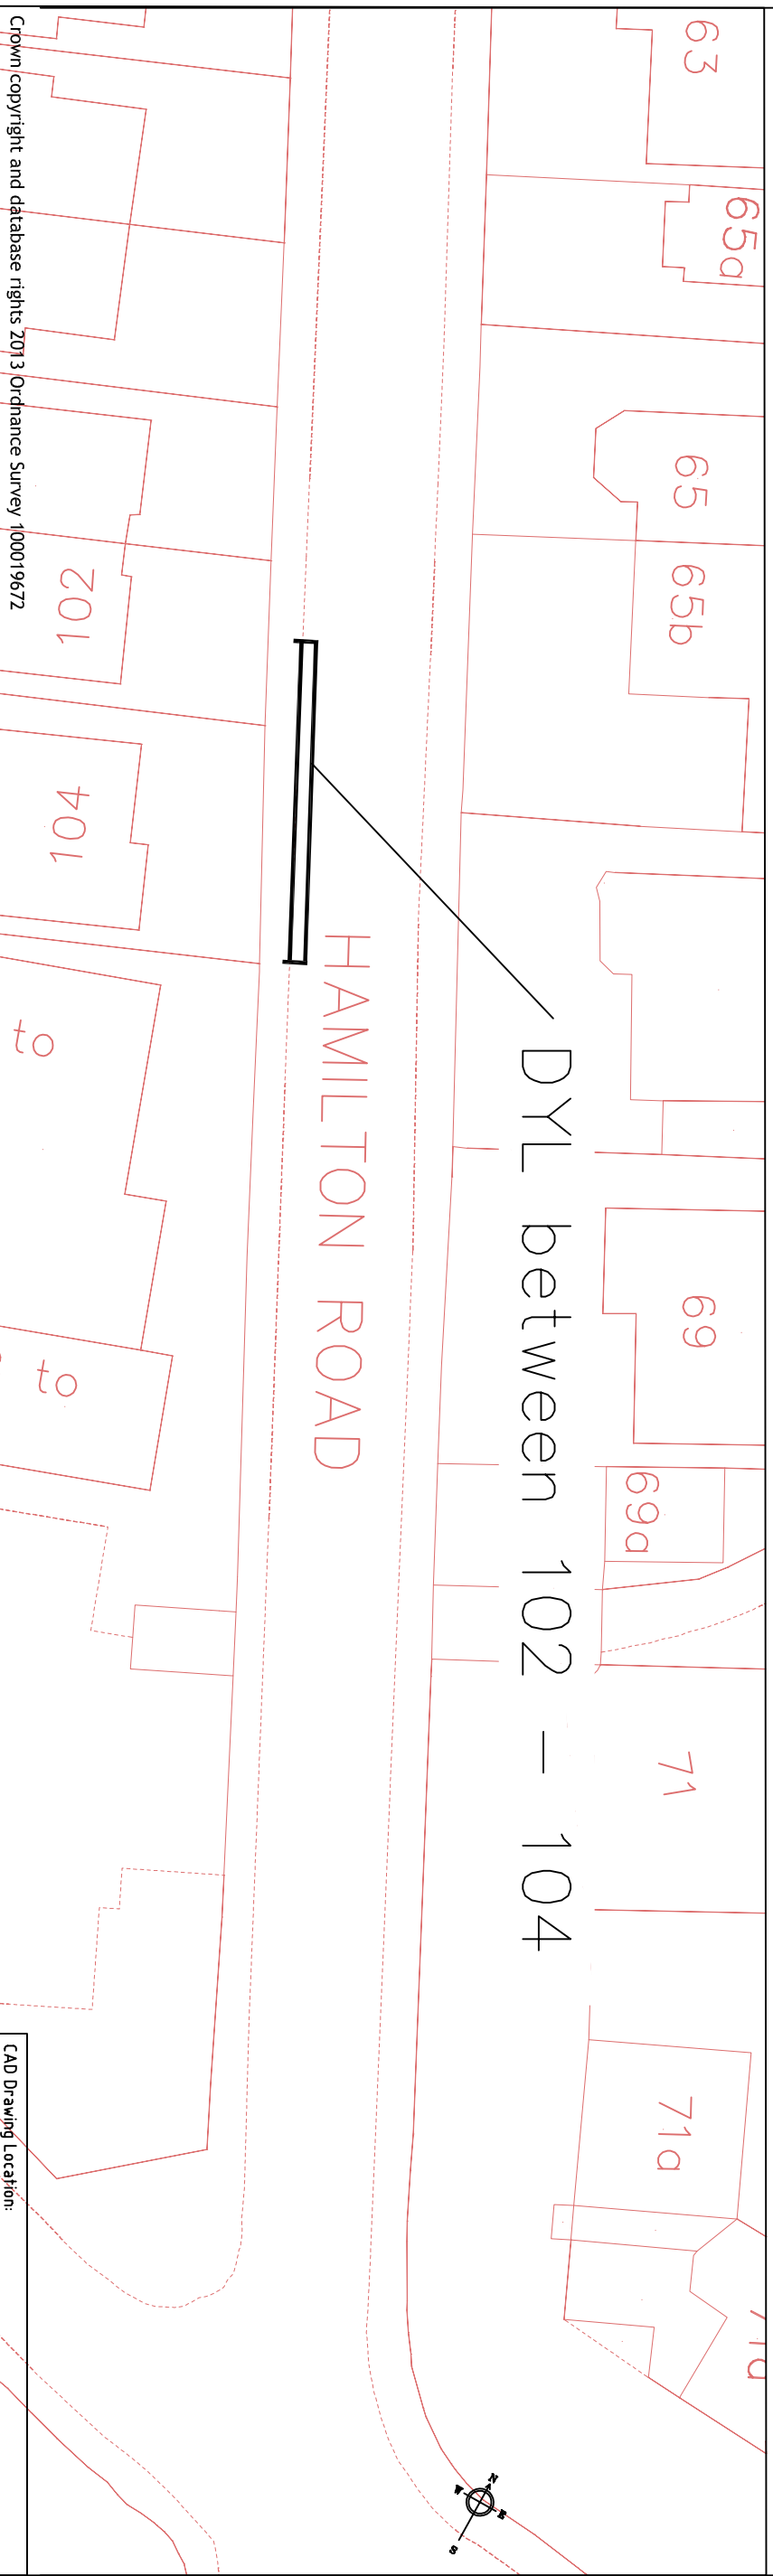 63
65a
65
65b
69
69a
71
71a
DYL between 102 – 104
HAMILTON ROAD
102
104
to
to
N
E
S
W
Crown copyright and database rights 2013 Ordnance Survey 100019672
CAD Drawing Location: